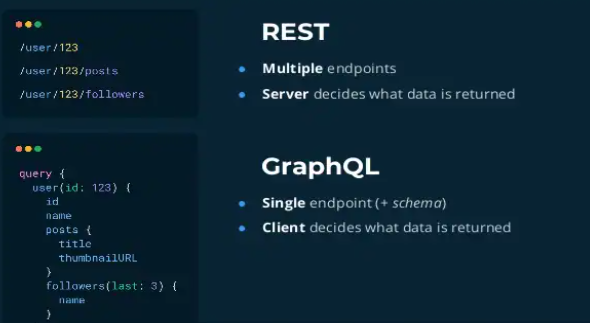 /user/123
/user/123/posts
/user/123/followers
REST
• Multiple endpoints
• Server decides what data is returned
query {
  user(id: 123) {
    id
    name
    posts {
      title
      thumbnailURL
    }
    followers(last: 3) {
      name
    }
GraphQL
• Single endpoint (+ schema)
• Client decides what data is returned